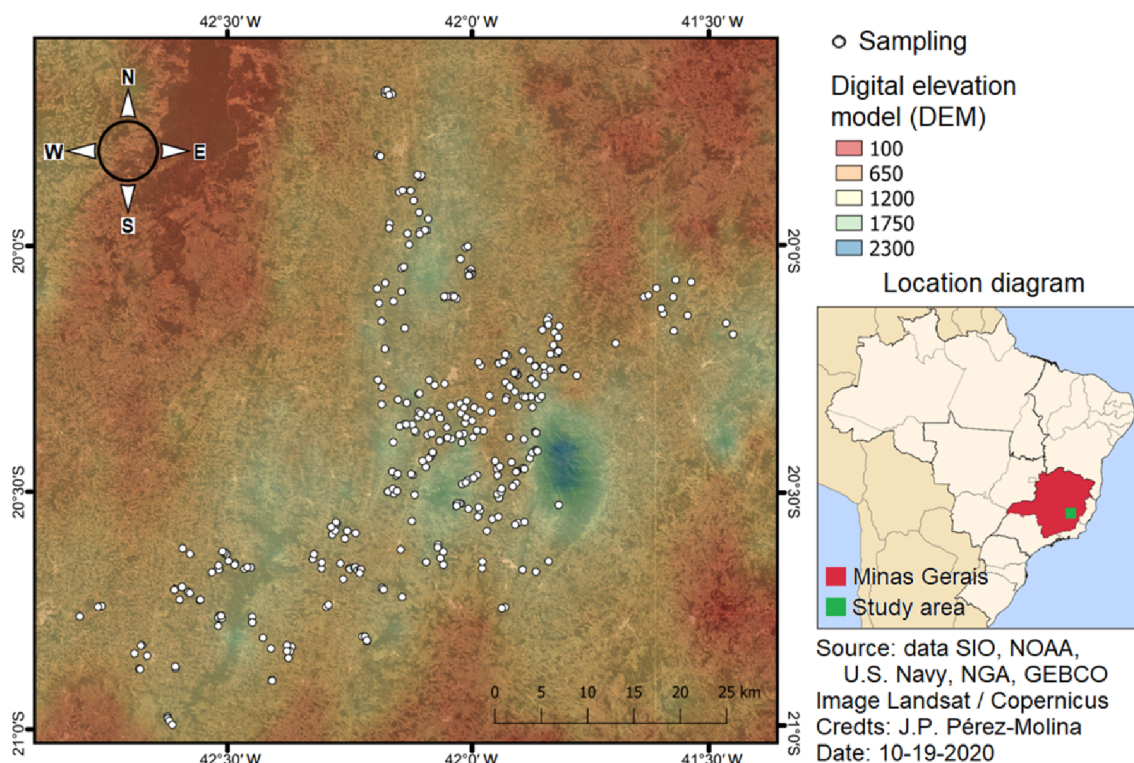 42°30' W
42°0' W
41°30' W
N
W
E
S
20°0'S
20°30'S
21°0'S
20°0'S
20°30'S
21°0'S
0 5 10 15 20 25 km
42°30' W
42°0' W
41°30' W
Sampling
Digital elevation
model (DEM)
100
650
1200
1750
2300
Location diagram
Minas Gerais
Study area
Source: data SIO, NOAA,
U.S. Navy, NGA, GEBCO
Image Landsat / Copernicus
Credts: J.P. Pérez-Molina
Date: 10-19-2020